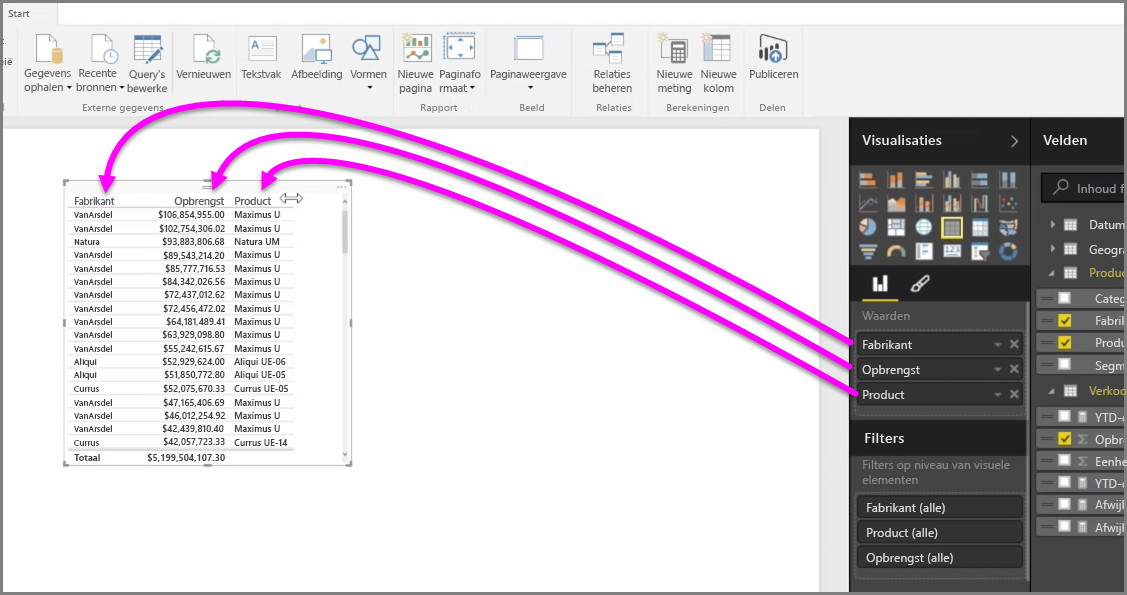 Start
Gegevens ophalen
Recente bronnen
Query's bewerke
Vernieuwen
Tekstvak
Afbeelding
Vormen
Nieuwe pagina
Paginafo rmaat
Paginaweergave
Relaties beheren
Nieuwe meting
Nieuwe kolom
Publiceren
Externe gegevens
Rapport
Beeld
Relaties
Berekeningen
Delen
Fabrikant Opbrengst Product
VanArsdel $106,854,955.00 Maximus U
VanArsdel $102,754,306.02 Maximus U
Natura $93,883,806.68 Natura UM
VanArsdel $89,543,214.20 Maximus U
VanArsdel $85,777,716.53 Maximus U
VanArsdel $84,342,026.56 Maximus U
VanArsdel $72,437,012.62 Maximus U
VanArsdel $72,456,472.02 Maximus U
VanArsdel $64,181,489.41 Maximus U
VanArsdel $63,929,098.80 Maximus U
VanArsdel $55,242,615.67 Maximus U
Aliqui $52,929,624.00 Aliqui UE-06
Aliqui $51,850,772.80 Aliqui UE-05
Currus $52,075,670.33 Currus UE-05
VanArsdel $47,165,406.69 Maximus U
VanArsdel $46,012,254.92 Maximus U
VanArsdel $42,439,810.40 Maximus U
Currus $42,057,723.33 Currus UE-14
Totaal $5,199,504,107.30
Visualisaties
Waarden
Fabrikant
Opbrengst
Product
Filters
Filters op niveau van visuele
elementen
Fabrikant (alle)
Product (alle)
Opbrengst (alle)
Velden
Inhoud f
Datum
Geogra
Produc
Categ
Fabri
Produ
Segm
Verkoo
YTD-
Opbr
Eenhe
YTD-
Afwij
Afwij